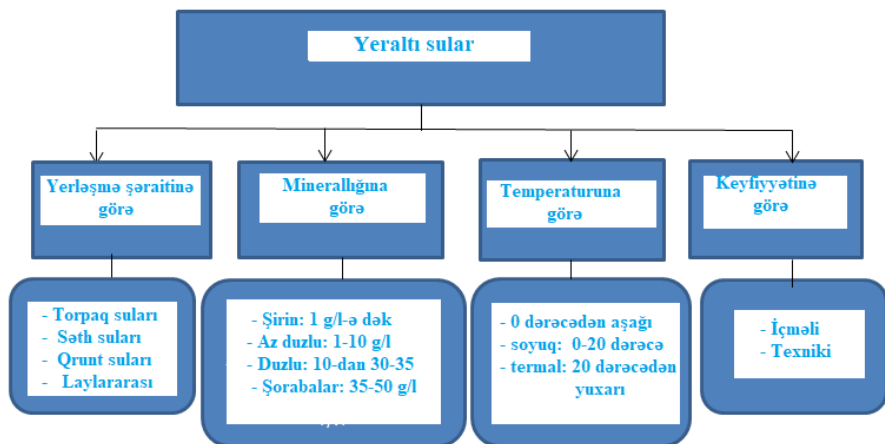 Yeraltı sular
Yerləşmə şəraitinə
görə
Minerallığına
görə
Temperaturuna
görə
Keyfiyyətinə
görə
- Torpaq suları
- Səth suları
- Qrunt suları
- Laylararası
- Şirin: 1 g/l-ə dək
- Az duzlu: 1-10 g/l
- Duzlu: 10-dan 30-35
- Şorabalar: 35-50 g/l
- 0 dərəcədən aşağı
- soyuq: 0-20 dərəcə
- termal: 20 dərəcədən
yuxarı
- İçməli
- Texniki